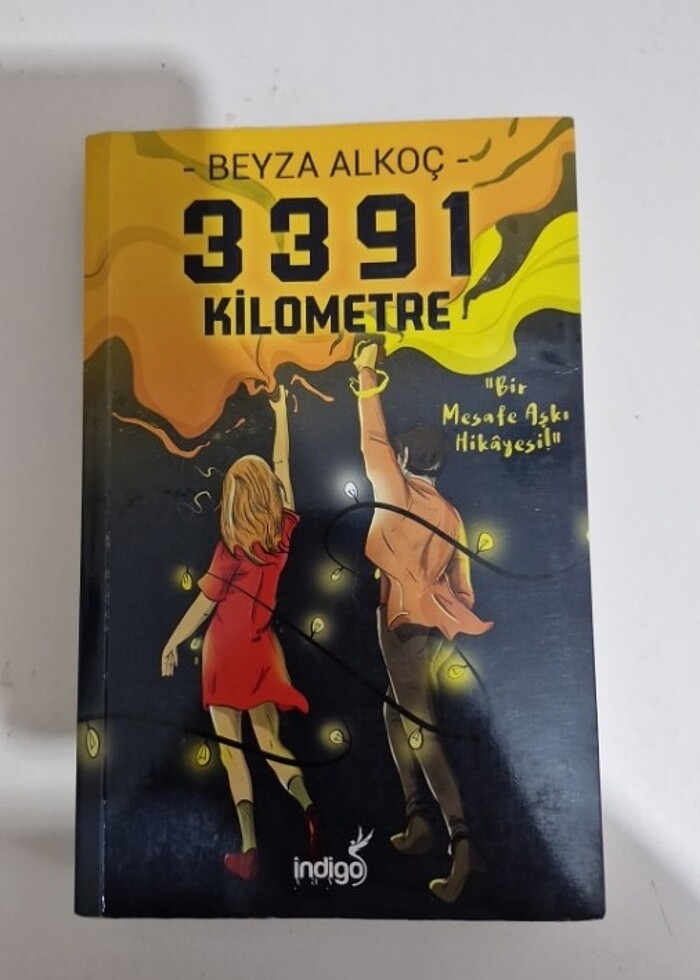 - BEYZA ALKOÇ -
3391
KİLOMETRE
"Bir
Mesafe Aşkı
Hikâyesi!"
indigo